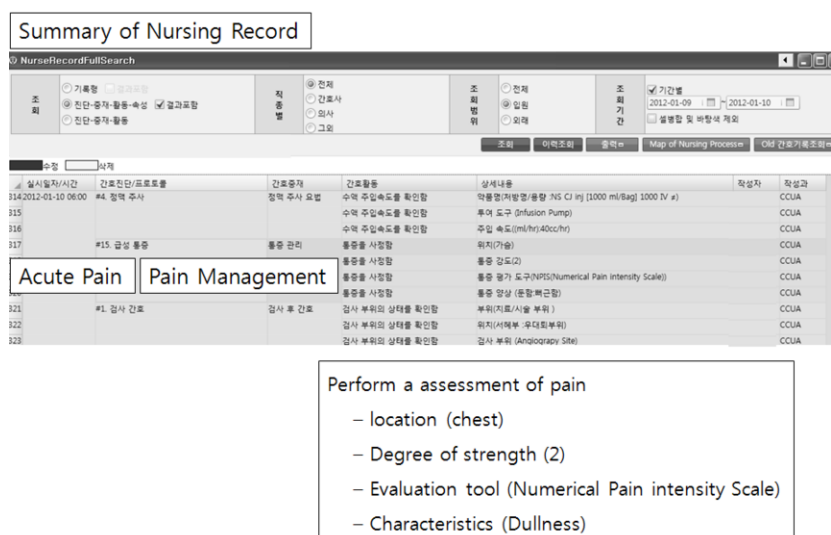 Summary of Nursing Record
NurseRecordFullSearch
조회
기록형 결과포함
진단-중재-활동-속성 결과포함
진단-중재-활동
직종별
전체
간호사
의사
그외
조회범위
전체
입원
외래
조회기간
기간별
2012-01-09 ~ 2012-01-10
설병합 및 바탕색 제외
조회 이력조회 출력 Map of Nursing Process Old 간호기록조회
수정 삭제
실시일자/시간 간호진단/프로토콜 간호중재 간호활동 상세내용 작성자 작성과
314 2012-01-10 06:00 #4. 정맥 주사 정맥 주사 요법 수액 주입속도를 확인함 약품명(처방명/용량 :NS CJ inj [1000 ml/Bag] 1000 IV #) CCUA
315 수액 주입속도를 확인함 투여 도구 (Infusion Pump) CCUA
316 수액 주입속도를 확인함 주입 속도((ml/hr):40cc/hr) CCUA
317 #15. 급성 통증 통증 관리 통증을 사정함 위치(가슴) CCUA
통증을 사정함 통증 강도(2) CCUA
Acute Pain Pain Management
통증을 사정함 통증 평가 도구(NPIS(Numerical Pain intensity Scale)) CCUA
통증을 사정함 통증 양상 (둔함:뻐근함) CCUA
321 #1. 검사 간호 검사 후 간호 검사 부위의 상태를 확인함 부위(치료/시술 부위 ) CCUA
322 검사 부위의 상태를 확인함 위치(서혜부 :우대퇴부위) CCUA
323 검사 부위의 상태를 확인함 검사 부위 (Angiograpy Site) CCUA
Perform a assessment of pain
– location (chest)
– Degree of strength (2)
– Evaluation tool (Numerical Pain intensity Scale)
– Characteristics (Dullness)